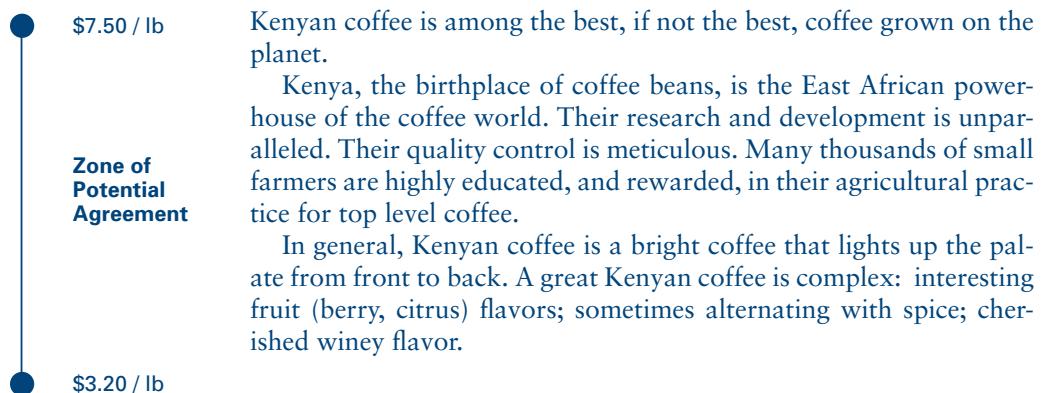 $7.50 / lb
Zone of
Potential
Agreement
$3.20 / lb
Kenyan coffee is among the best, if not the best, coffee grown on the
planet.
Kenya, the birthplace of coffee beans, is the East African power-
house of the coffee world. Their research and development is unpar-
alleled. Their quality control is meticulous. Many thousands of small
farmers are highly educated, and rewarded, in their agricultural prac-
tice for top level coffee.
In general, Kenyan coffee is a bright coffee that lights up the pal-
ate from front to back. A great Kenyan coffee is complex: interesting
fruit (berry, citrus) flavors; sometimes alternating with spice; cher-
ished winey flavor.